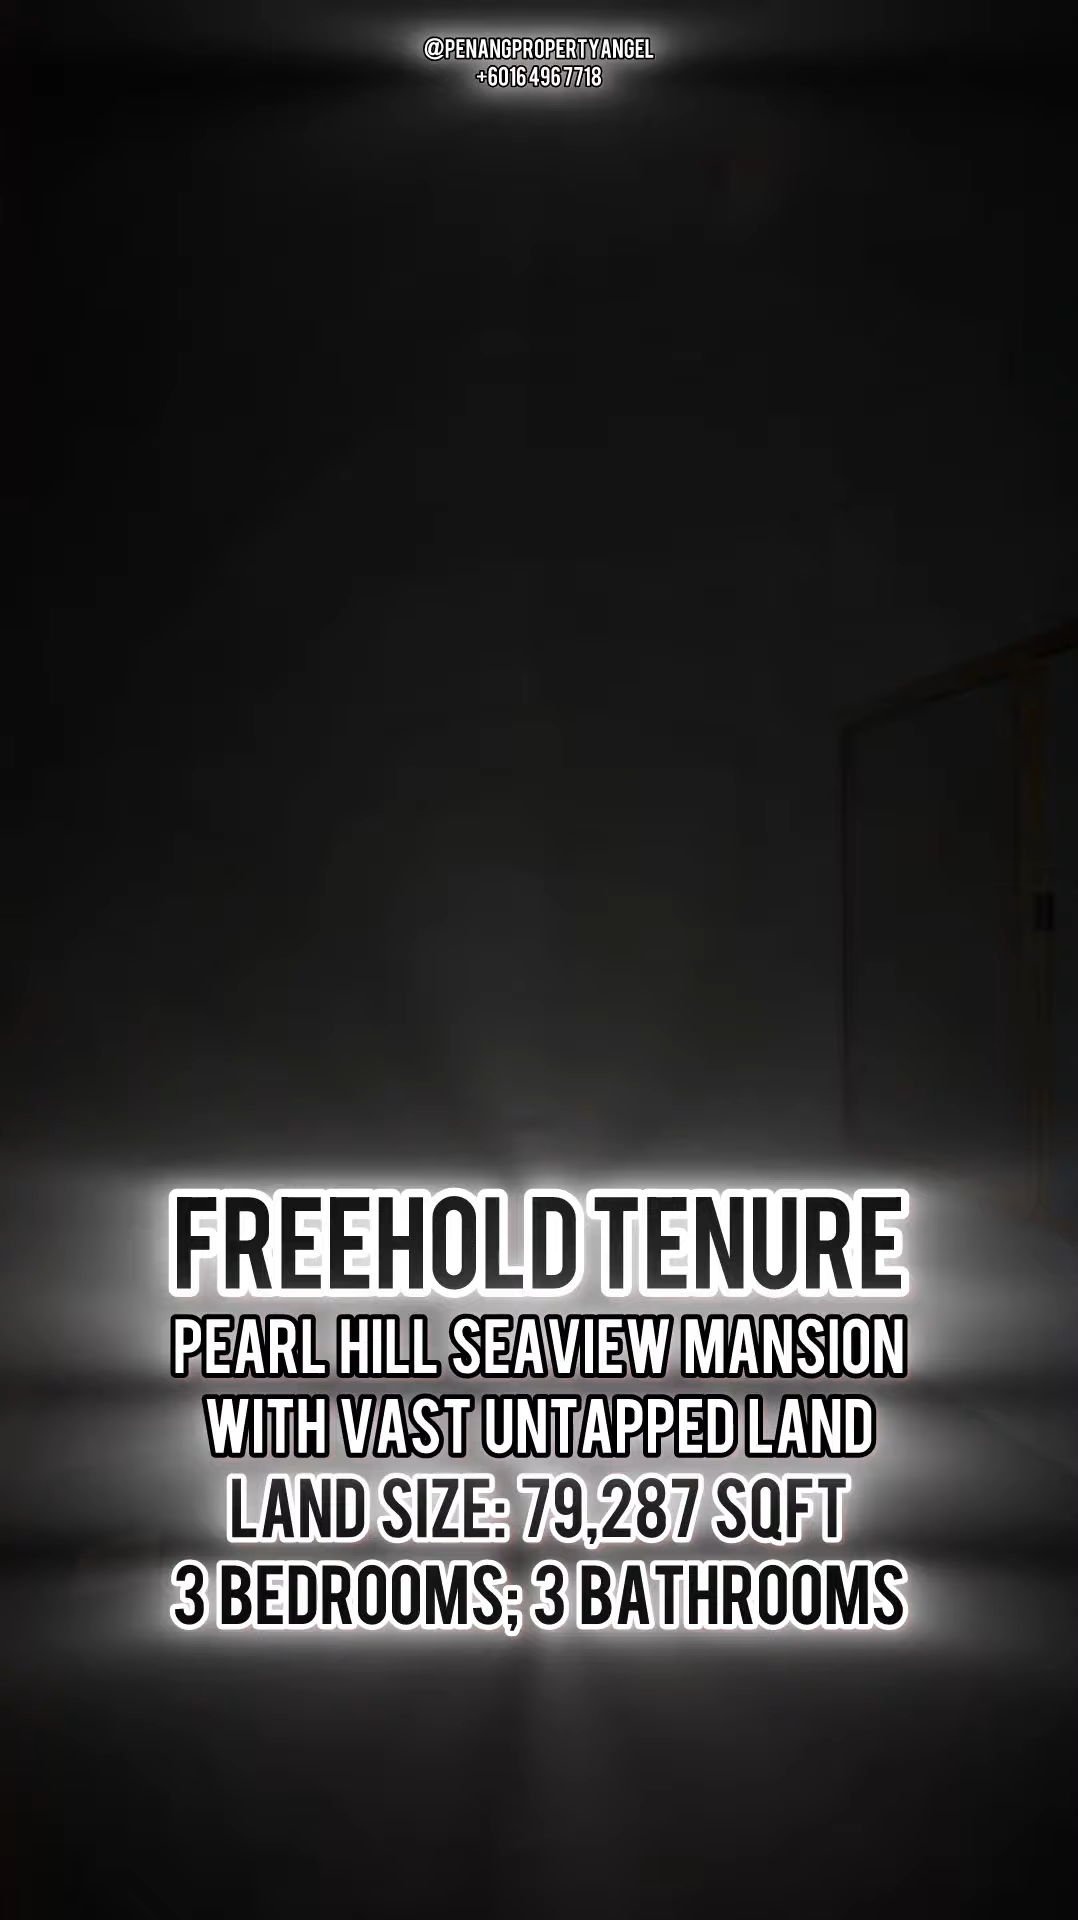 @PENANGPROPERTYANGEL
+60164967718
FREEHOLD TENURE
PEARL HILL SEAVIEW MANSION
WITH VAST UNTAPPED LAND
LAND SIZE: 79,287 SQFT
3 BEDROOMS; 3 BATHROOMS